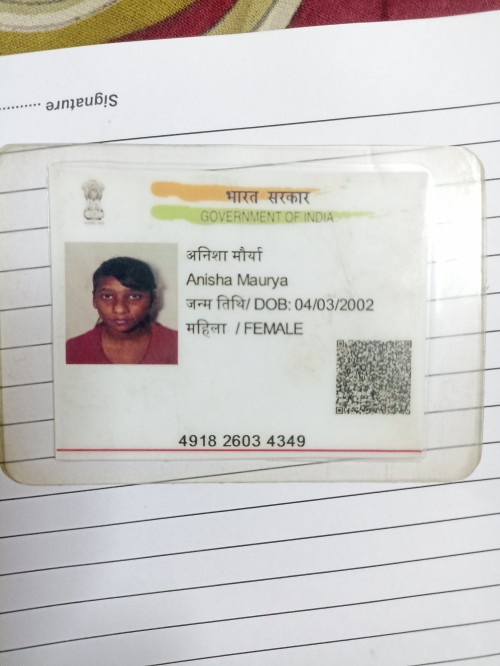 Signature ..........
भारत सरकार
GOVERNMENT OF INDIA
अनिशा मौर्या
Anisha Maurya
जन्म तिथि/ DOB: 04/03/2002
महिला / FEMALE
4918 2603 4349